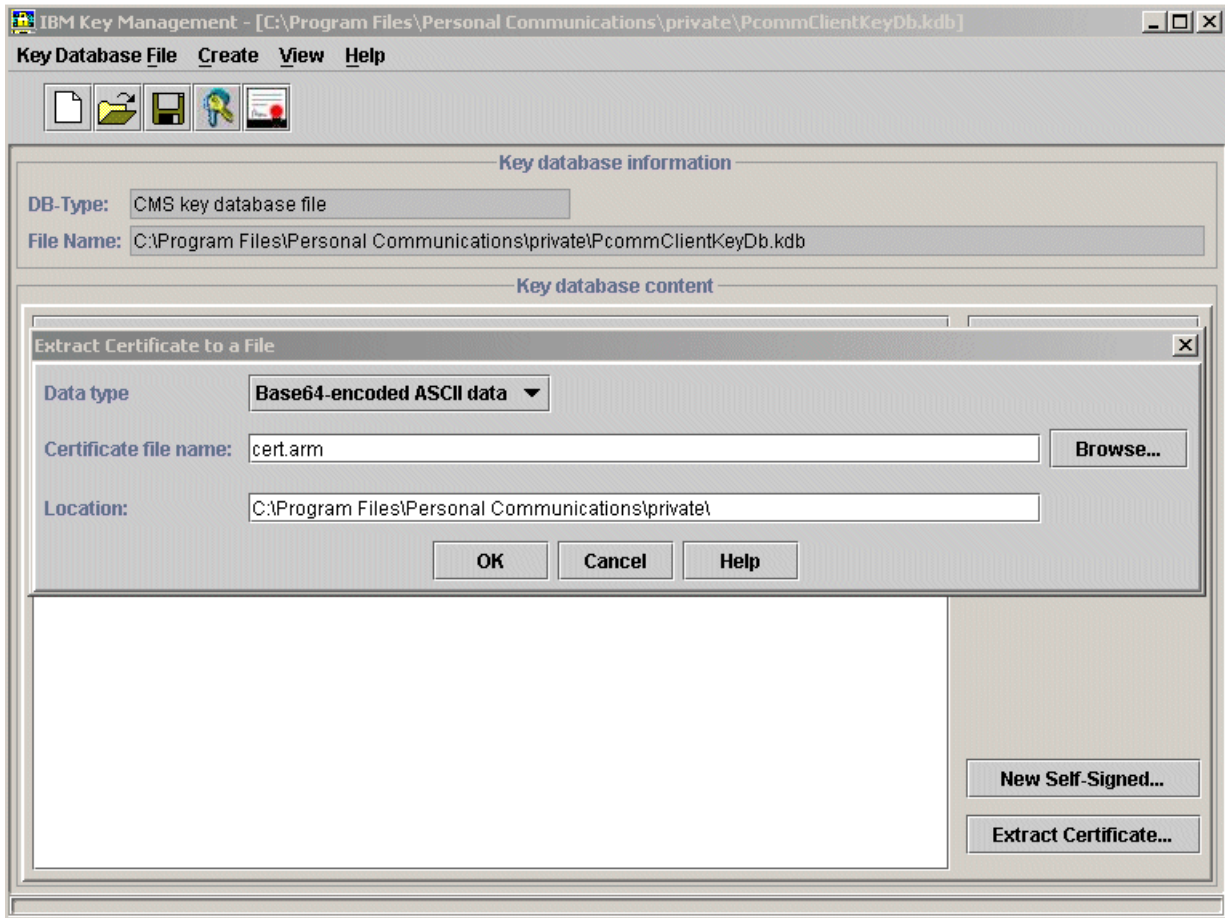 IBM Key Management - [C:\Program Files\Personal Communications\private\PcommClientKeyDb.kdb]
Key Database File Create View Help
Key database information
DB-Type: CMS key database file
File Name: C:\Program Files\Personal Communications\private\PcommClientKeyDb.kdb
Key database content
Extract Certificate to a File
Data type Base64-encoded ASCII data
Certificate file name: cert.arm Browse...
Location: C:\Program Files\Personal Communications\private\
OK Cancel Help
New Self-Signed...
Extract Certificate...